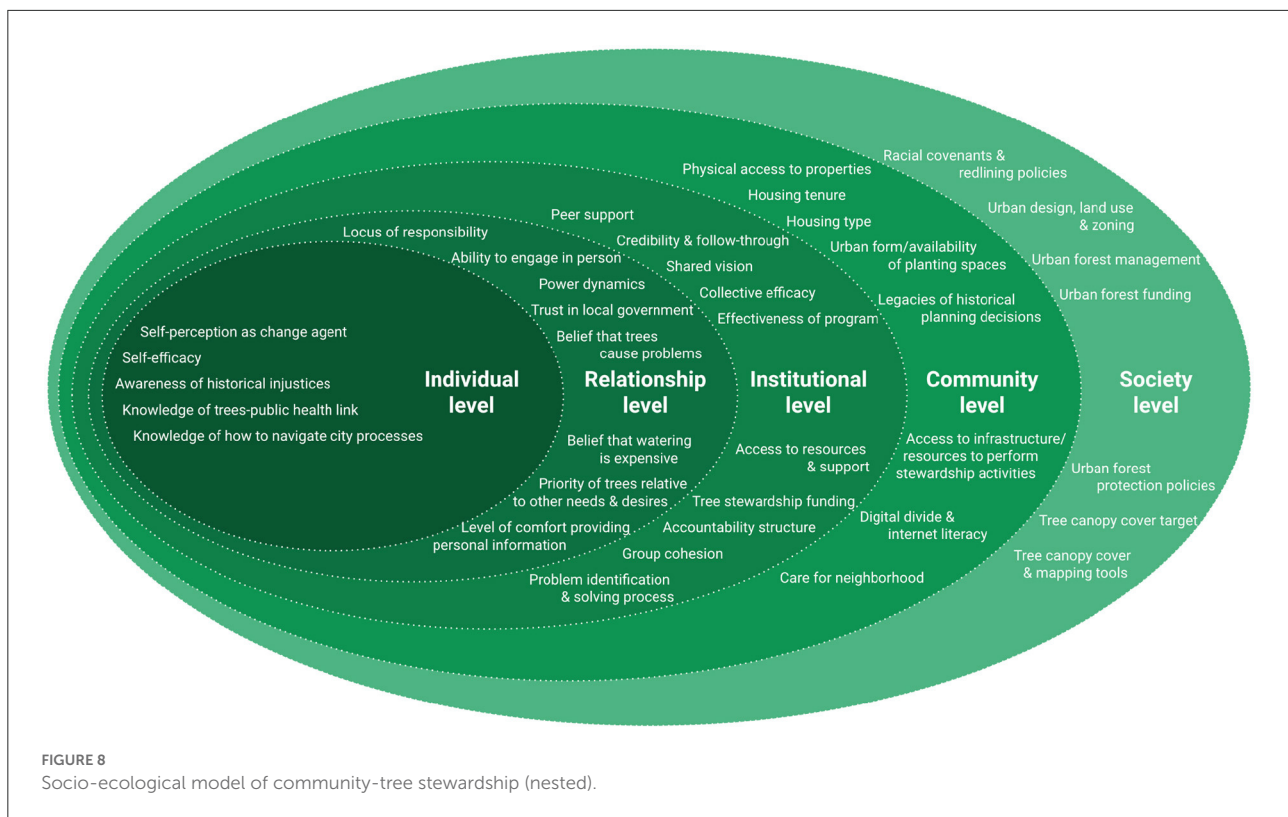 Self-perception as change agent
Self-efficacy
Awareness of historical injustices
Knowledge of trees-public health link
Knowledge of how to navigate city processes
Individual
level
Locus of responsibility
Ability to engage in person
Power dynamics
Trust in local government
Belief that trees
cause problems
Relationship
level
Belief that watering
is expensive
Priority of trees relative
to other needs & desires
Level of comfort providing
personal information
Peer support
Credibility & follow-through
Shared vision
Collective efficacy
Effectiveness of program
Institutional
level
Access to resources
& support
Tree stewardship funding
Accountability structure
Group cohesion
Problem identification
& solving process
Physical access to properties
Housing tenure
Housing type
Urban form/availability
of planting spaces
Legacies of historical
planning decisions
Community
level
Access to infrastructure/
resources to perform
stewardship activities
Digital divide &
internet literacy
Care for neighborhood
Racial covenants &
redlining policies
Urban design, land use
& zoning
Urban forest management
Urban forest funding
Society
level
Urban forest
protection policies
Tree canopy cover target
Tree canopy cover
& mapping tools
FIGURE 8
Socio-ecological model of community-tree stewardship (nested).